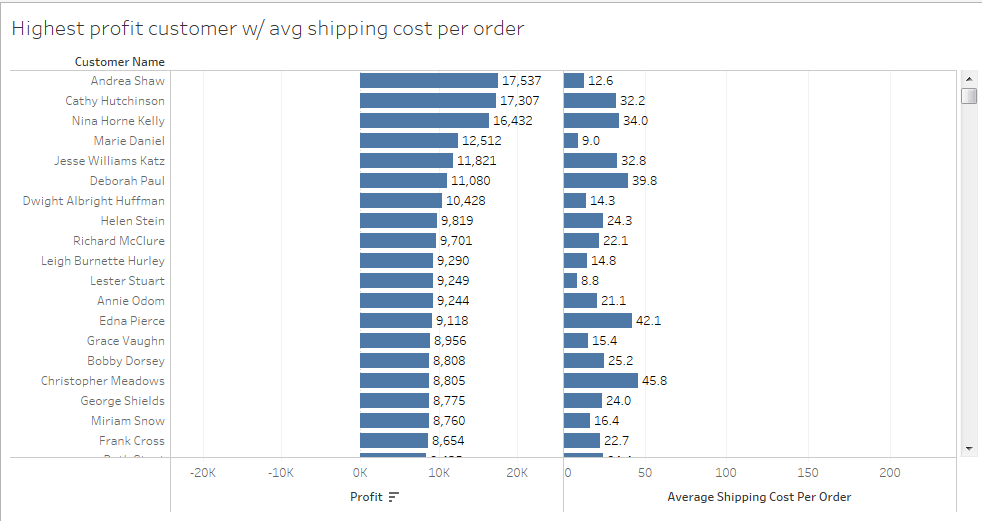 Highest profit customer w/ avg shipping cost per order
Customer Name
Andrea Shaw 17,537 12.6
Cathy Hutchinson 17,307 32.2
Nina Horne Kelly 16,432 34.0
Marie Daniel 12,512 9.0
Jesse Williams Katz 11,821 32.8
Deborah Paul 11,080 39.8
Dwight Albright Huffman 10,428 14.3
Helen Stein 9,819 24.3
Richard McClure 9,701 22.1
Leigh Burnette Hurley 9,290 14.8
Lester Stuart 9,249 8.8
Annie Odom 9,244 21.1
Edna Pierce 9,118 42.1
Grace Vaughn 8,956 15.4
Bobby Dorsey 8,808 25.2
Christopher Meadows 8,805 45.8
George Shields 8,775 24.0
Miriam Snow 8,760 16.4
Frank Cross 8,654 22.7
-20K -10K 0K 10K 20K 0 50 100 150 200
Profit Average Shipping Cost Per Order